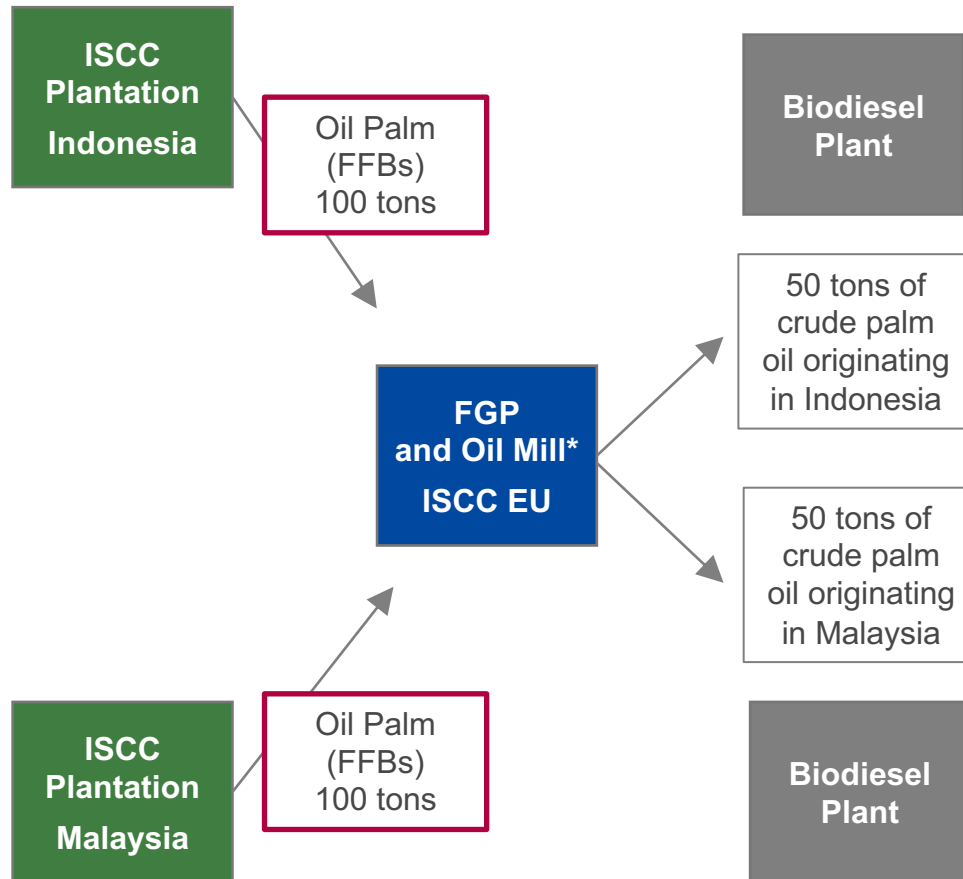 ISCC
Plantation
Indonesia
Oil Palm
(FFBs)
100 tons
Biodiesel
Plant
50 tons of
crude palm
oil originating
in Indonesia
FGP
and Oil Mill*
ISCC EU
50 tons of
crude palm
oil originating
in Malaysia
ISCC
Plantation
Malaysia
Oil Palm
(FFBs)
100 tons
Biodiesel
Plant